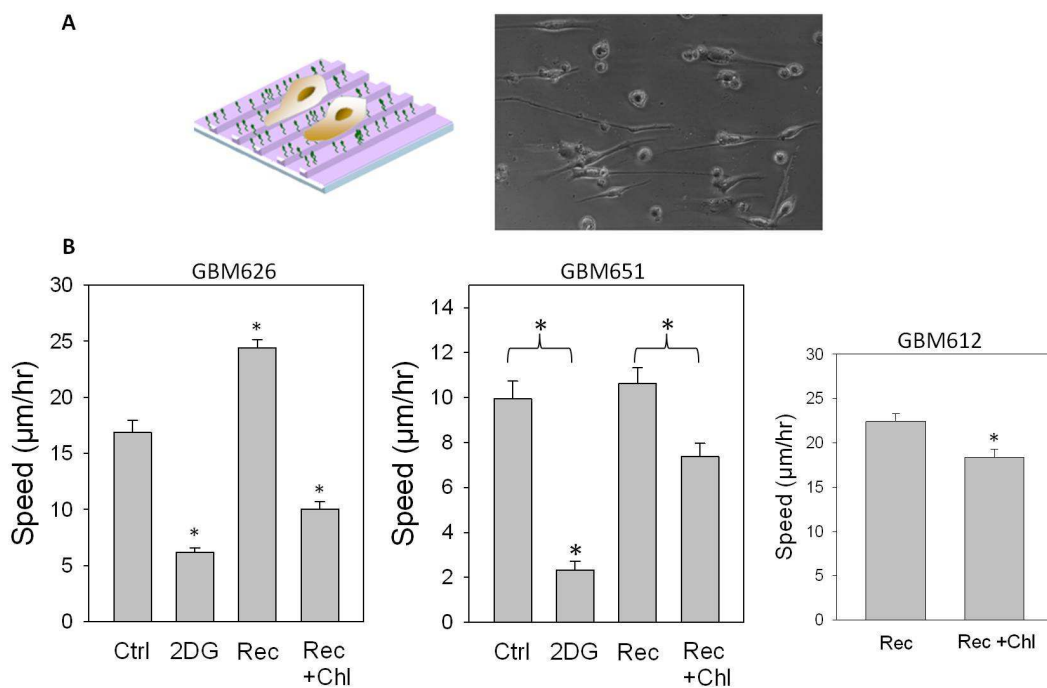 A
B
GBM626
Speed (µm/hr)
30
25
20
15
10
5
0
*
*
*
Ctrl 2DG Rec Rec
+Chl
GBM651
Speed (µm/hr)
14
12
10
8
6
4
2
0
* *
*
Ctrl 2DG Rec Rec
+Chl
GBM612
Speed (µm/hr)
30
25
20
15
10
5
0
*
Rec Rec +Chl